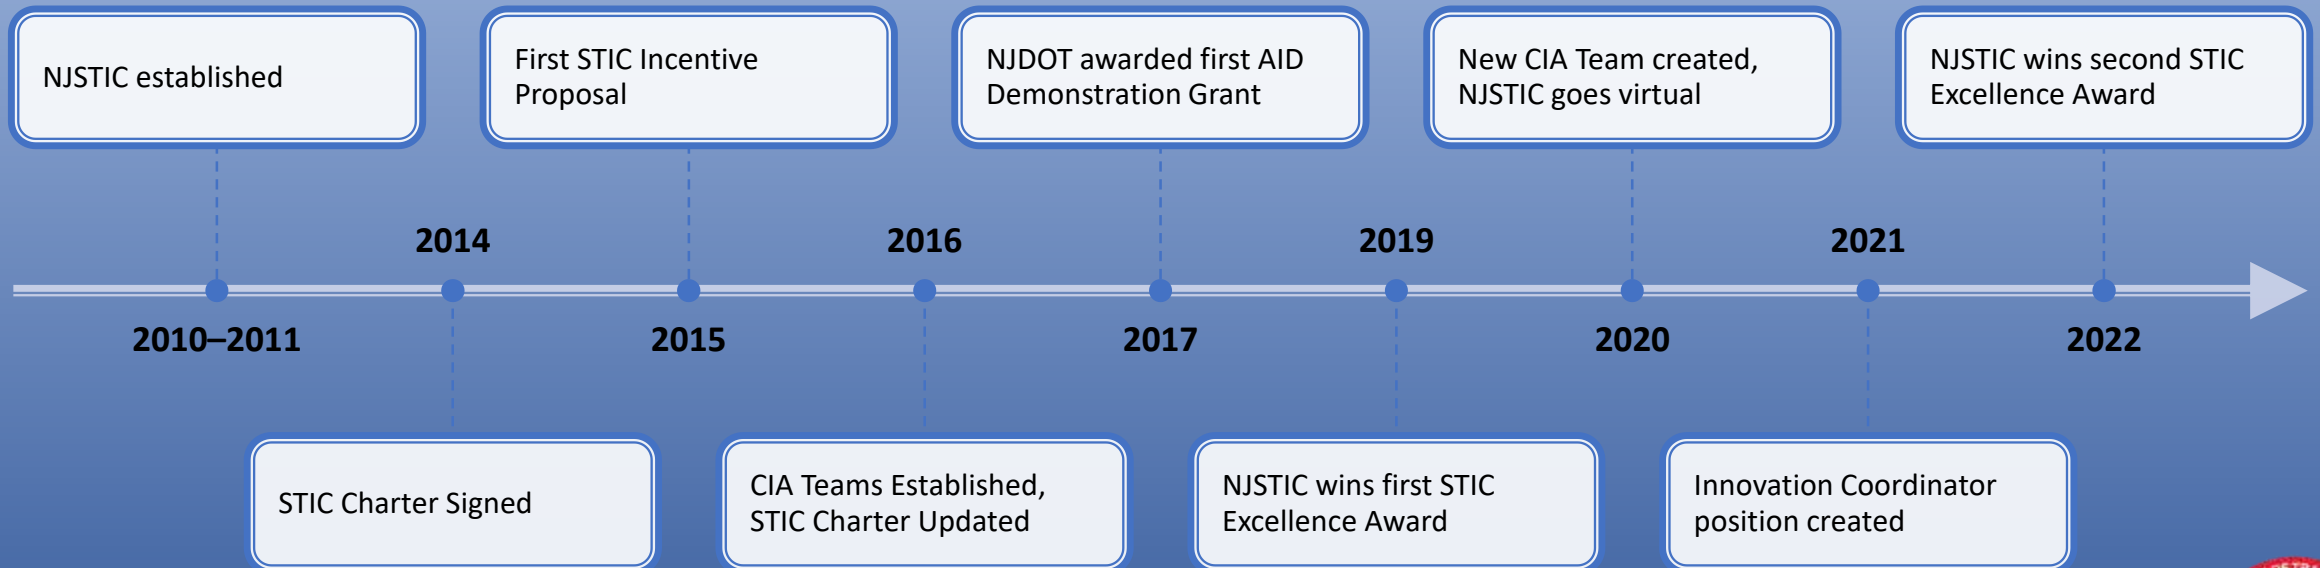 NJSTIC established
First STIC Incentive
Proposal
NJDOT awarded first AID
Demonstration Grant
New CIA Team created,
NJSTIC goes virtual
NJSTIC wins second STIC
Excellence Award
2014
2016
2019
2021
2010–2011
2015
2017
2020
2022
STIC Charter Signed
CIA Teams Established,
STIC Charter Updated
NJSTIC wins first STIC
Excellence Award
Innovation Coordinator
position created